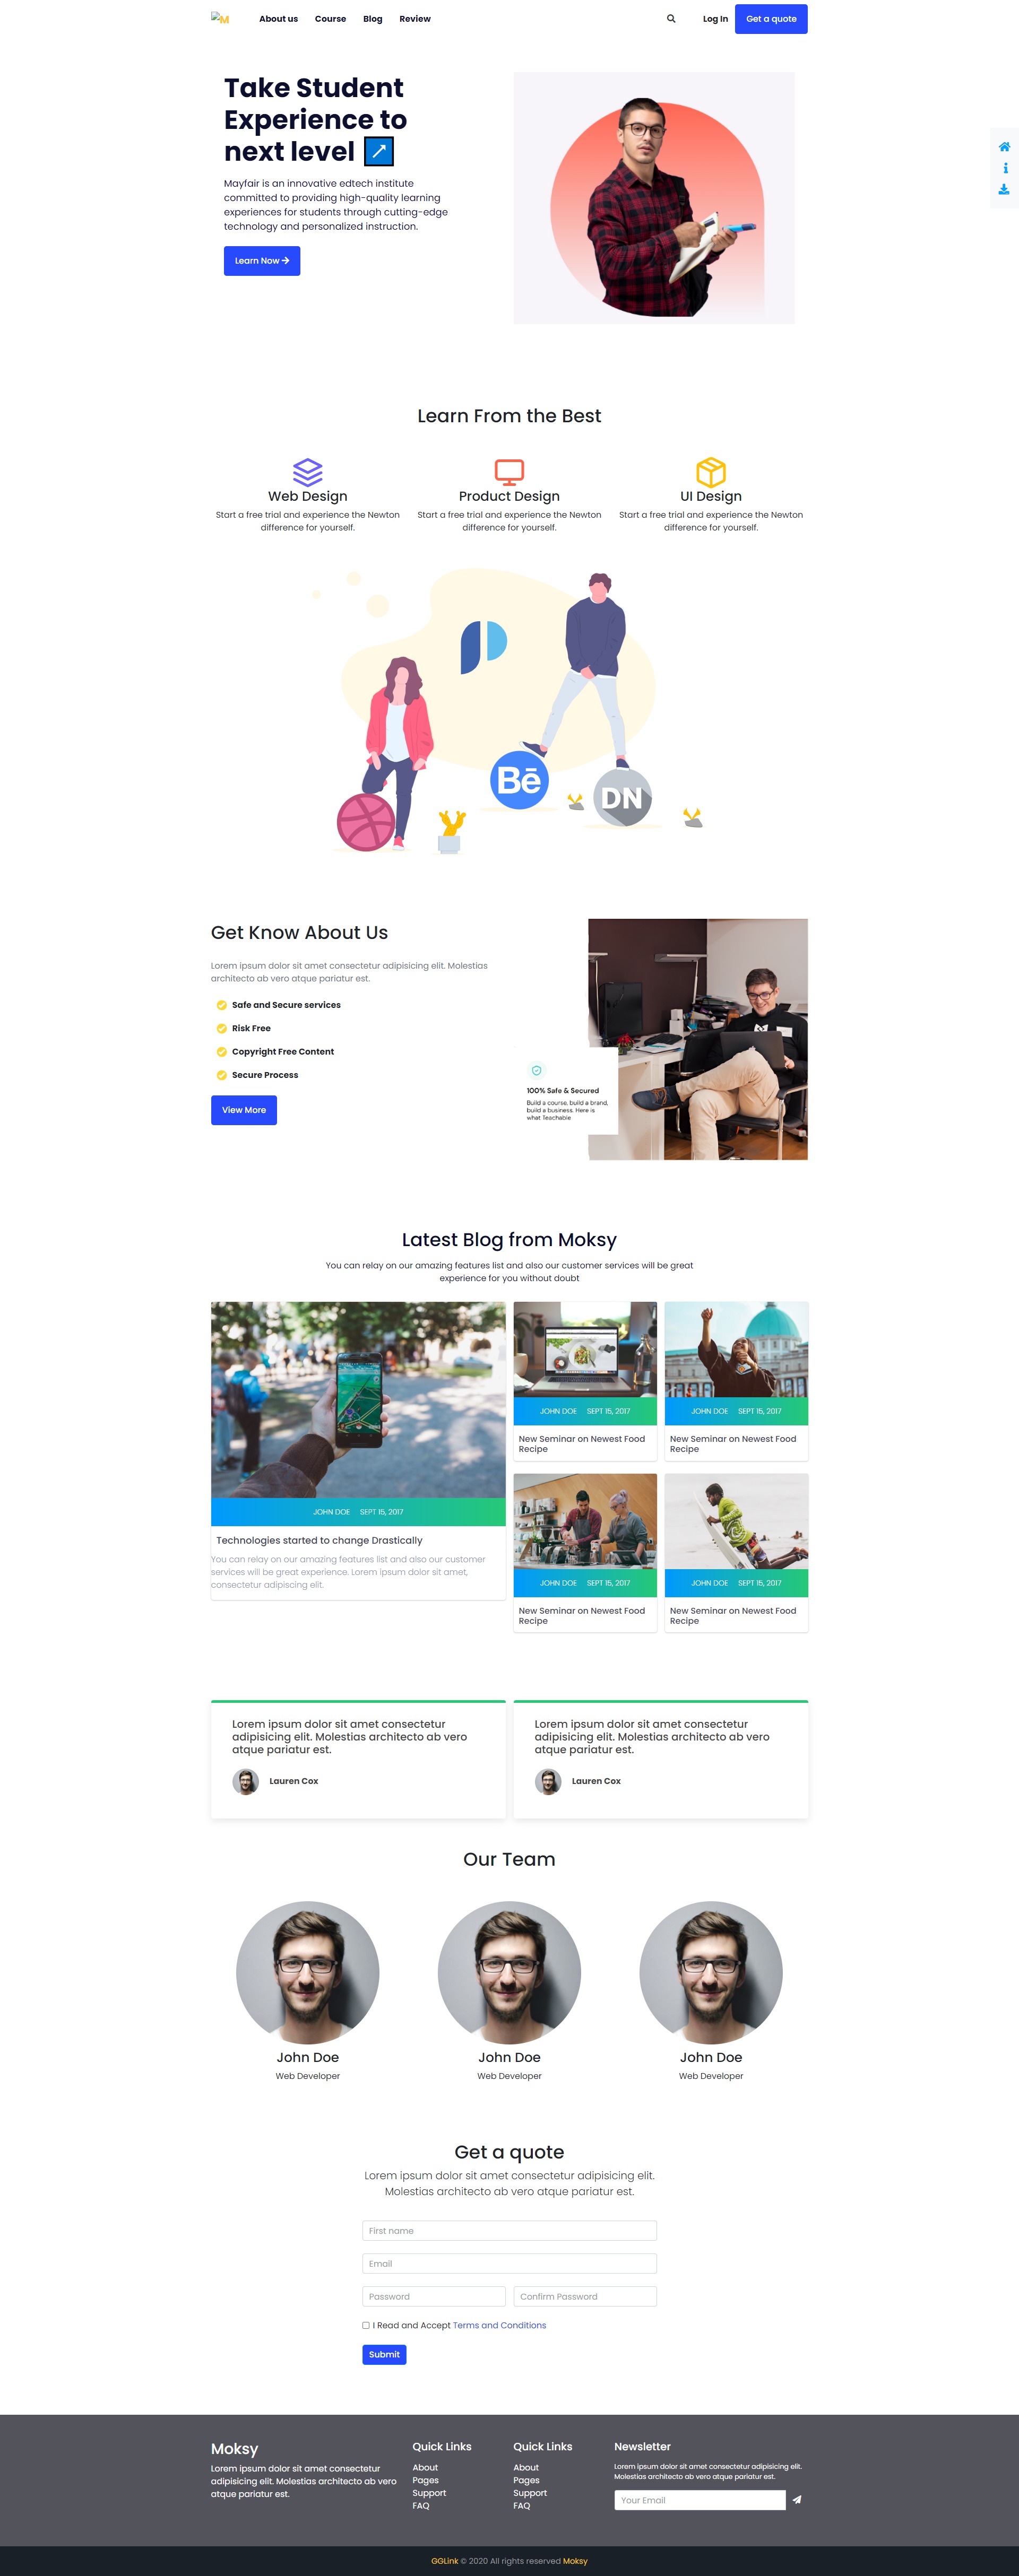 M
About us
Course
Blog
Review
Log In
Get a quote
Take Student
Experience to
next level
Mayfair is an innovative edtech institute
committed to providing high-quality learning
experiences for students through cutting-edge
technology and personalized instruction.
Learn Now
Learn From the Best
Web Design
Start a free trial and experience the Newton
difference for yourself.
Product Design
Start a free trial and experience the Newton
difference for yourself.
UI Design
Start a free trial and experience the Newton
difference for yourself.
Bē
DN
Get Know About Us
Lorem ipsum dolor sit amet consectetur adipisicing elit. Molestias
architecto ab vero atque pariatur est.
Safe and Secure services
Risk Free
Copyright Free Content
Secure Process
View More
100% Safe & Secured
Build a course, build a brand,
build a business. Here is
what Teachable
Latest Blog from Moksy
You can relay on our amazing features list and also our customer services will be great
experience for you without doubt
JOHN DOE SEPT 15, 2017
Technologies started to change Drastically
You can relay on our amazing features list and also our customer
services will be great experience. Lorem ipsum dolor sit amet,
consectetur adipiscing elit.
JOHN DOE SEPT 15, 2017
New Seminar on Newest Food
Recipe
JOHN DOE SEPT 15, 2017
New Seminar on Newest Food
Recipe
JOHN DOE SEPT 15, 2017
New Seminar on Newest Food
Recipe
JOHN DOE SEPT 15, 2017
New Seminar on Newest Food
Recipe
Lorem ipsum dolor sit amet consectetur
adipisicing elit. Molestias architecto ab vero
atque pariatur est.
Lauren Cox
Lorem ipsum dolor sit amet consectetur
adipisicing elit. Molestias architecto ab vero
atque pariatur est.
Lauren Cox
Our Team
John Doe
Web Developer
John Doe
Web Developer
John Doe
Web Developer
Get a quote
Lorem ipsum dolor sit amet consectetur adipisicing elit.
Molestias architecto ab vero atque pariatur est.
First name
Email
Password
Confirm Password
I Read and Accept Terms and Conditions
Submit
Moksy
Lorem ipsum dolor sit amet consectetur
adipisicing elit. Molestias architecto ab vero
atque pariatur est.
Quick Links
About
Pages
Support
FAQ
Quick Links
About
Pages
Support
FAQ
Newsletter
Lorem ipsum dolor sit amet consectetur adipisicing elit.
Molestias architecto ab vero atque pariatur est.
Your Email
GGLink © 2020 All rights reserved Moksy